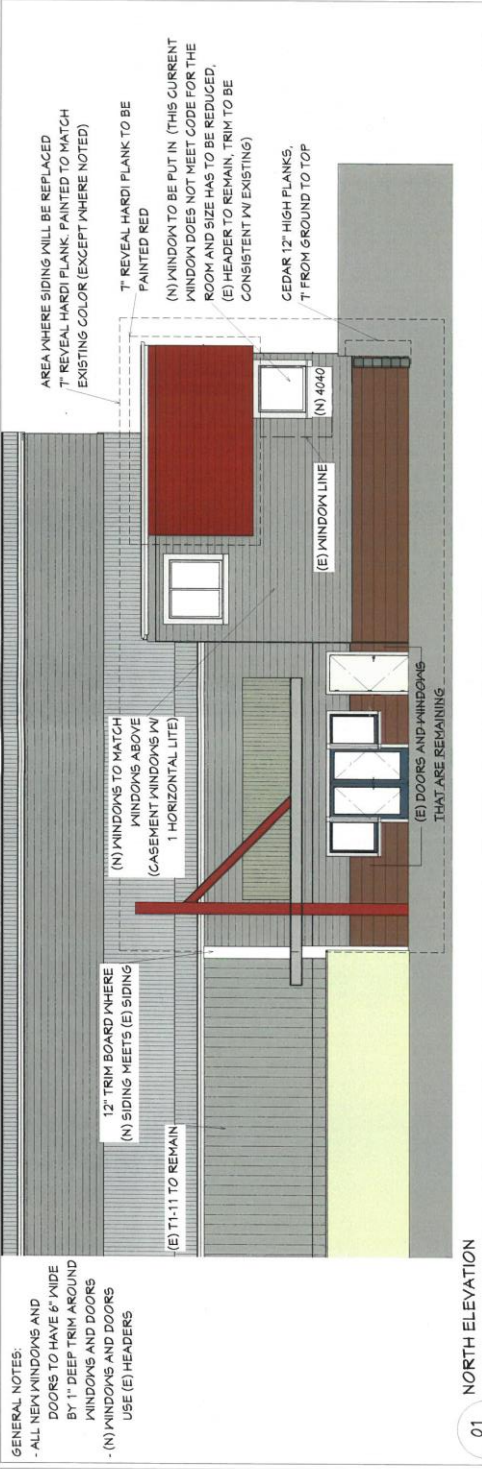 GENERAL NOTES:
- ALL NEW WINDOWS AND
DOORS TO HAVE 6" WIDE
BY 1" DEEP TRIM AROUND
WINDOWS AND DOORS
- (N) WINDOWS AND DOORS
USE (E) HEADERS
(E) T1-11 TO REMAIN
12" TRIM BOARD WHERE
(N) SIDING MEETS (E) SIDING
(N) WINDOWS TO MATCH
WINDOWS ABOVE
(CASEMENT WINDOWS W/
1 HORIZONTAL LITE)
AREA WHERE SIDING WILL BE REPLACED
7" REVEAL HARDI PLANK. PAINTED TO MATCH
EXISTING COLOR (EXCEPT WHERE NOTED)
7" REVEAL HARDI PLANK TO BE
PAINTED RED
(N) WINDOW TO BE PUT IN (THIS CURRENT
WINDOW DOES NOT MEET CODE FOR THE
ROOM AND SIZE HAS TO BE REDUCED,
(E) HEADER TO REMAIN, TRIM TO BE
CONSISTENT W/ EXISTING)
CEDAR 12" HIGH PLANKS,
7' FROM GROUND TO TOP
(N) 4040
(E) WINDOW LINE
(E) DOORS AND WINDOWS
THAT ARE REMAINING
01 NORTH ELEVATION